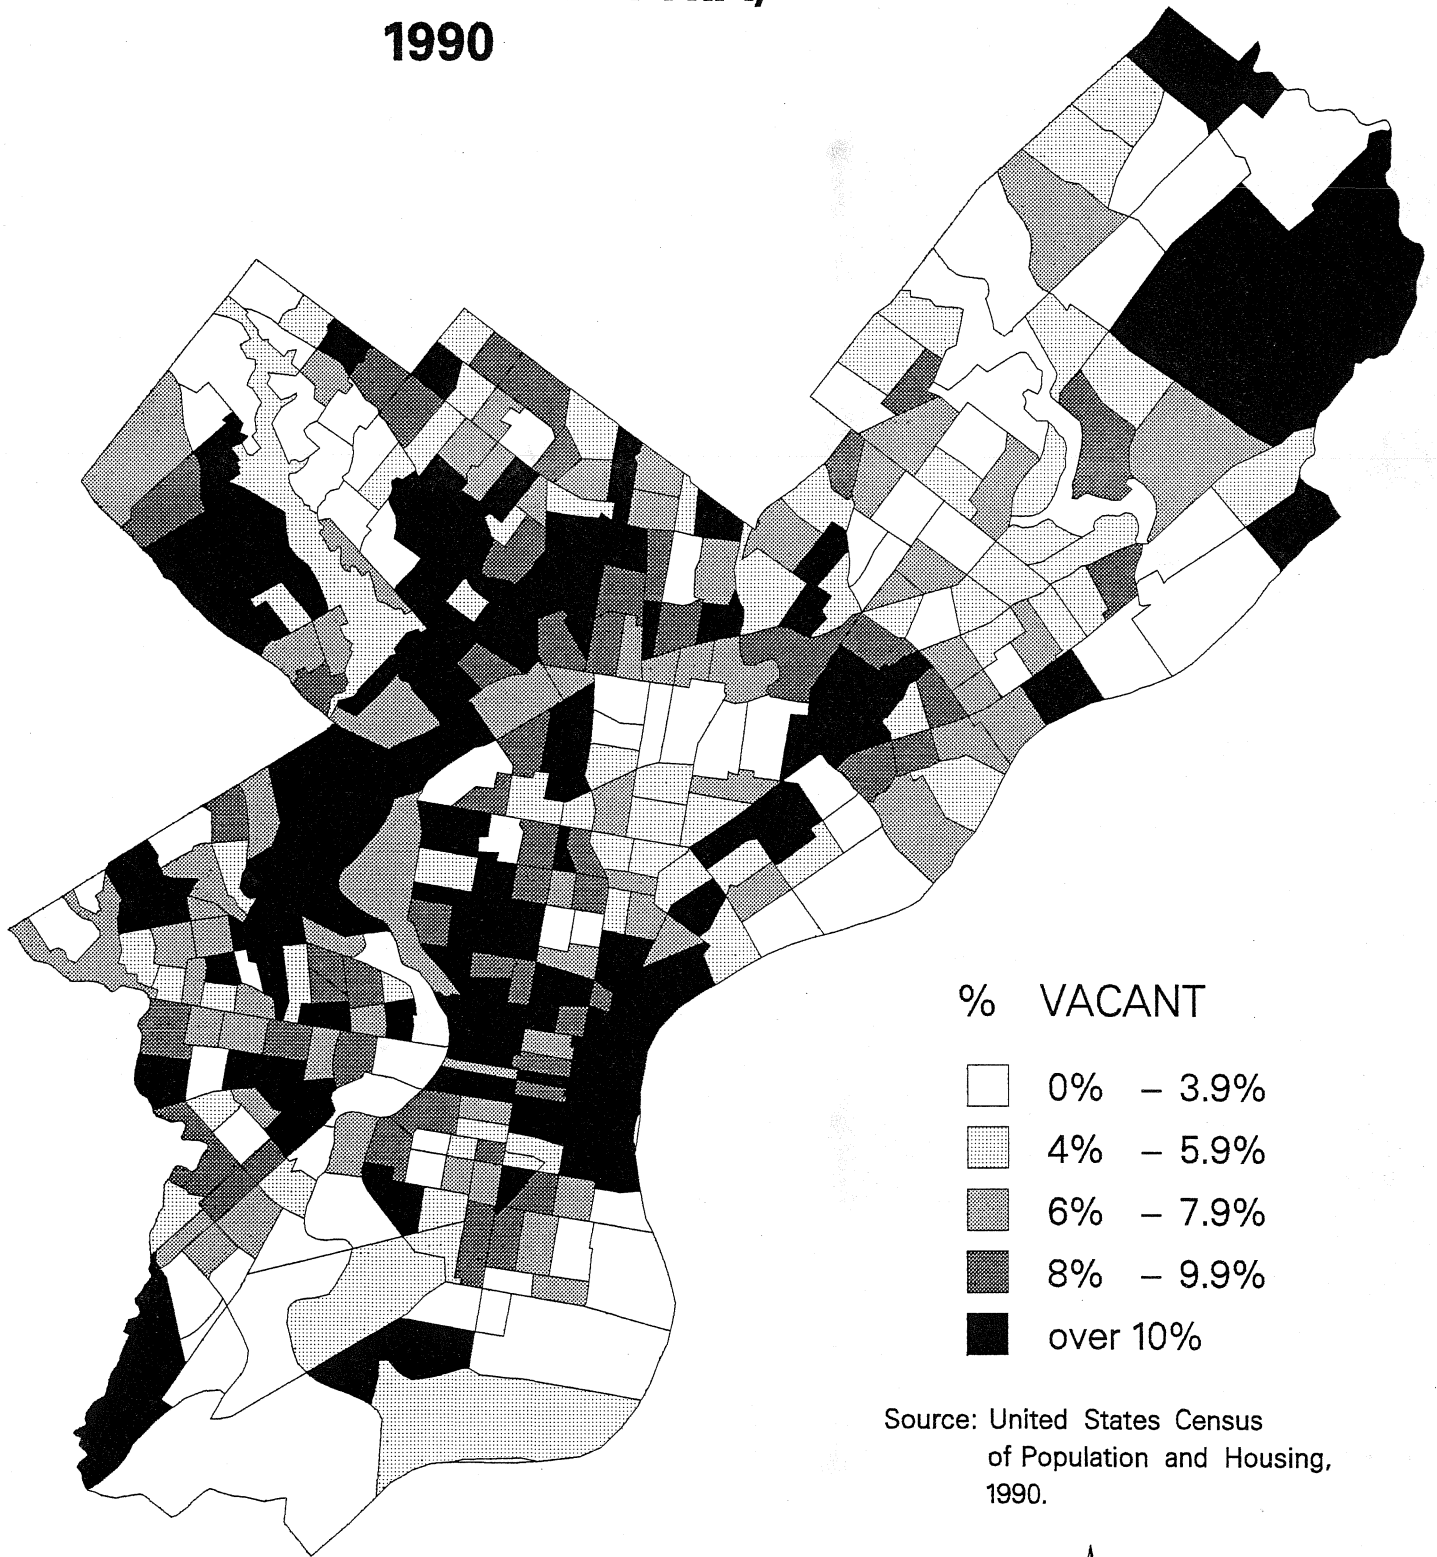 1990
% VACANT
0% – 3.9%
4% – 5.9%
6% – 7.9%
8% – 9.9%
over 10%
Source: United States Census
of Population and Housing,
1990.